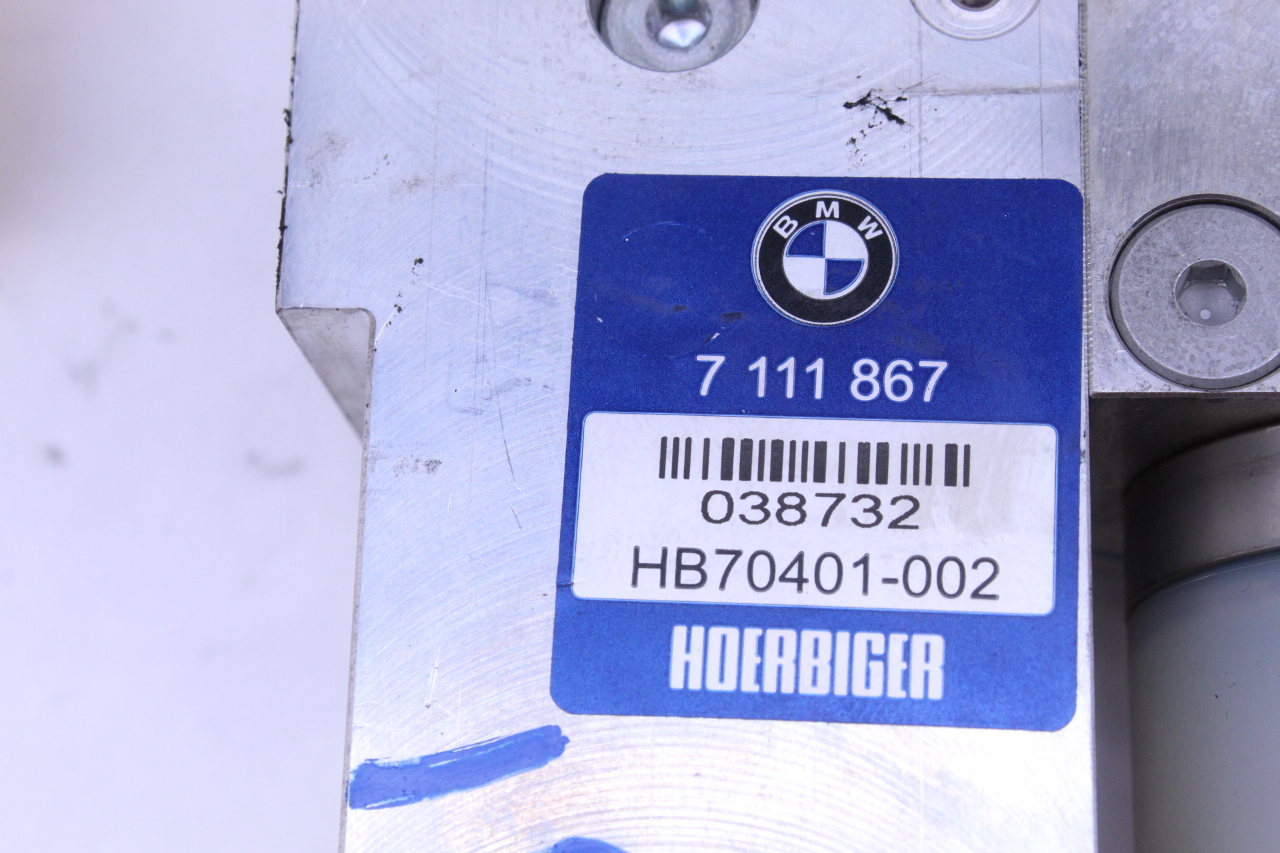 BMW
7 111 867
038732
HB70401-002
HOERBIGER